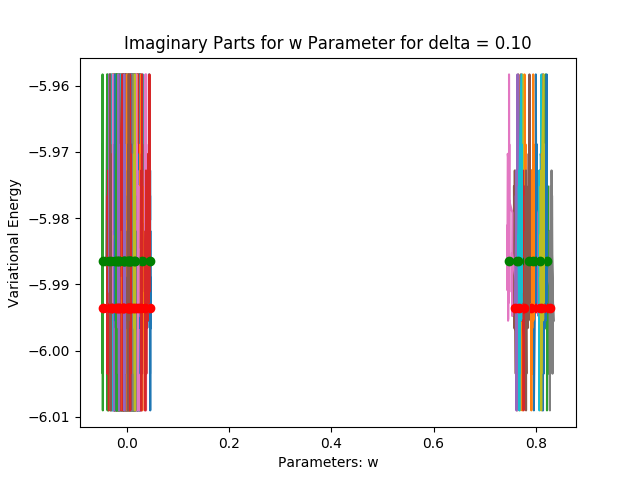 Imaginary Parts for w Parameter for delta = 0.10
−5.96
−5.97
−5.98
−5.99
−6.00
−6.01
Variational Energy
0.0 0.2 0.4 0.6 0.8
Parameters: w